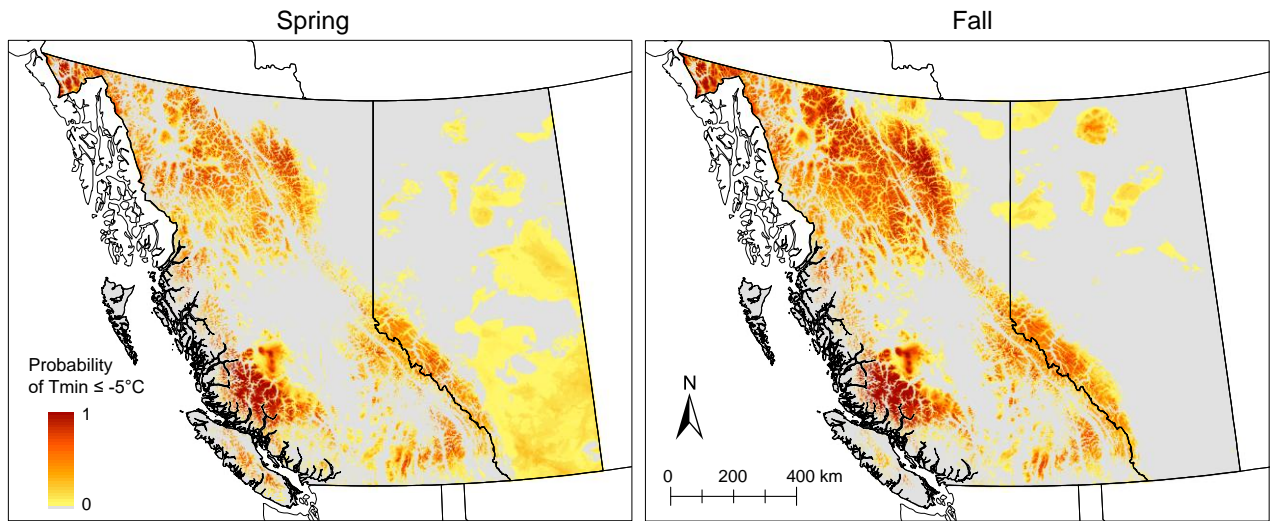 Spring
Fall
Probability
of Tmin ≤ -5°C
1
0
N
0 200 400 km